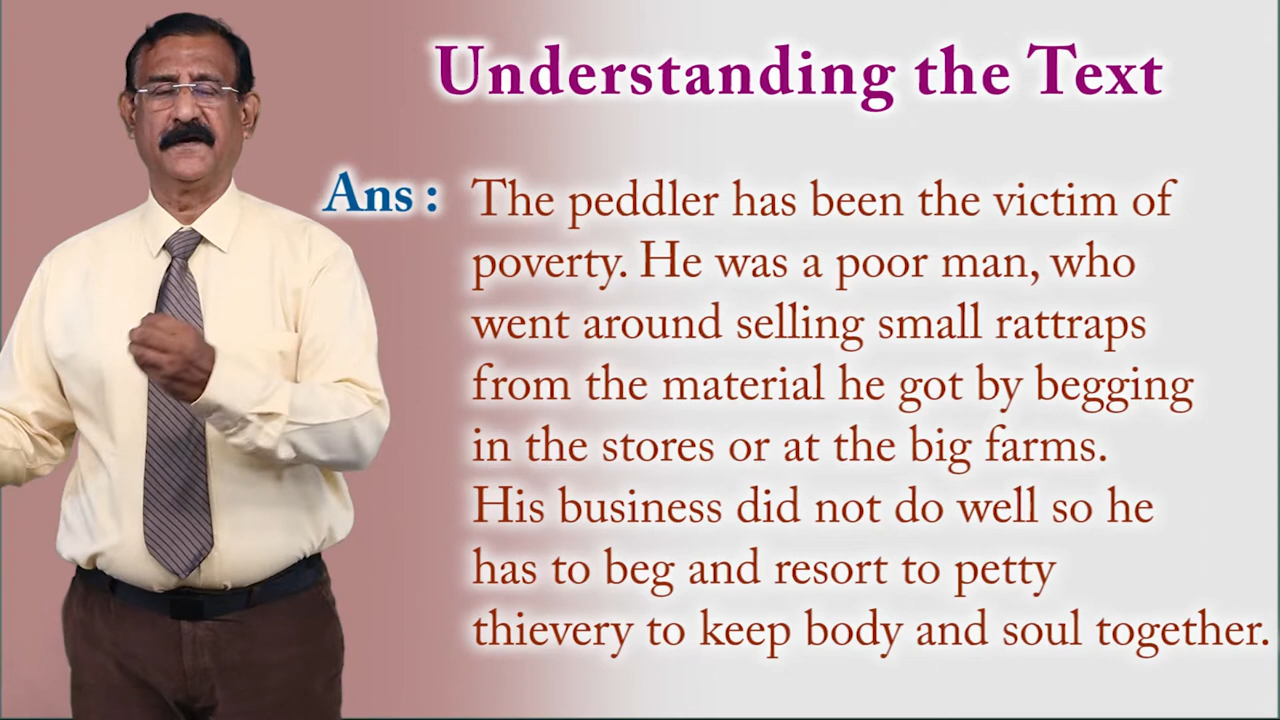 Understanding the Text
Ans : The peddler has been the victim of
poverty. He was a poor man, who
went around selling small rattraps
from the material he got by begging
in the stores or at the big farms.
His business did not do well so he
has to beg and resort to petty
thievery to keep body and soul together.